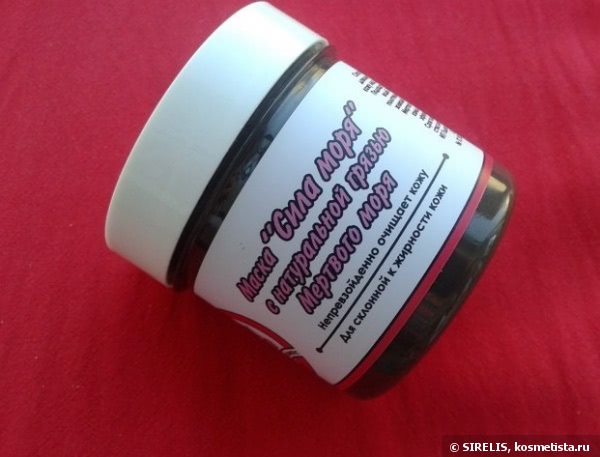 Маска "Сила моря"
с натуральной грязью
Мертвого моря
Непревзойденно очищает кожу
Для склонной к жирности кожи
© SIRELIS, kosmetista.ru